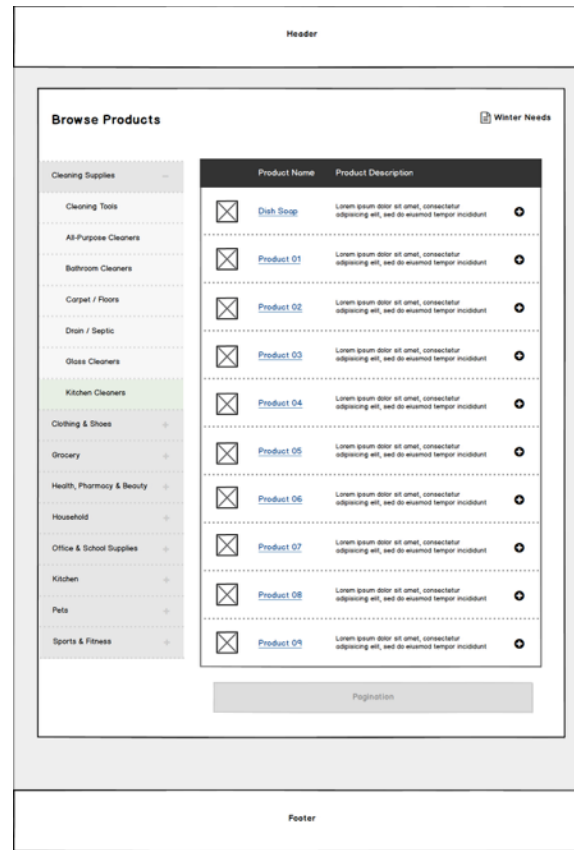 Header
Browse Products
Winter Needs
Cleaning Supplies
Cleaning Tools
All-Purpose Cleaners
Bathroom Cleaners
Carpet / Floors
Drain / Septic
Glass Cleaners
Kitchen Cleaners
Clothing & Shoes
Grocery
Health, Pharmacy & Beauty
Household
Office & School Supplies
Kitchen
Pets
Sports & Fitness
Product Name Product Description
Dish Soap
Lorem ipsum dolor sit amet, consectetur
adipisicing elit, sed do eiusmod tempor incididunt
Product 01
Lorem ipsum dolor sit amet, consectetur
adipisicing elit, sed do eiusmod tempor incididunt
Product 02
Lorem ipsum dolor sit amet, consectetur
adipisicing elit, sed do eiusmod tempor incididunt
Product 03
Lorem ipsum dolor sit amet, consectetur
adipisicing elit, sed do eiusmod tempor incididunt
Product 04
Lorem ipsum dolor sit amet, consectetur
adipisicing elit, sed do eiusmod tempor incididunt
Product 05
Lorem ipsum dolor sit amet, consectetur
adipisicing elit, sed do eiusmod tempor incididunt
Product 06
Lorem ipsum dolor sit amet, consectetur
adipisicing elit, sed do eiusmod tempor incididunt
Product 07
Lorem ipsum dolor sit amet, consectetur
adipisicing elit, sed do eiusmod tempor incididunt
Product 08
Lorem ipsum dolor sit amet, consectetur
adipisicing elit, sed do eiusmod tempor incididunt
Product 09
Lorem ipsum dolor sit amet, consectetur
adipisicing elit, sed do eiusmod tempor incididunt
Pagination
Footer